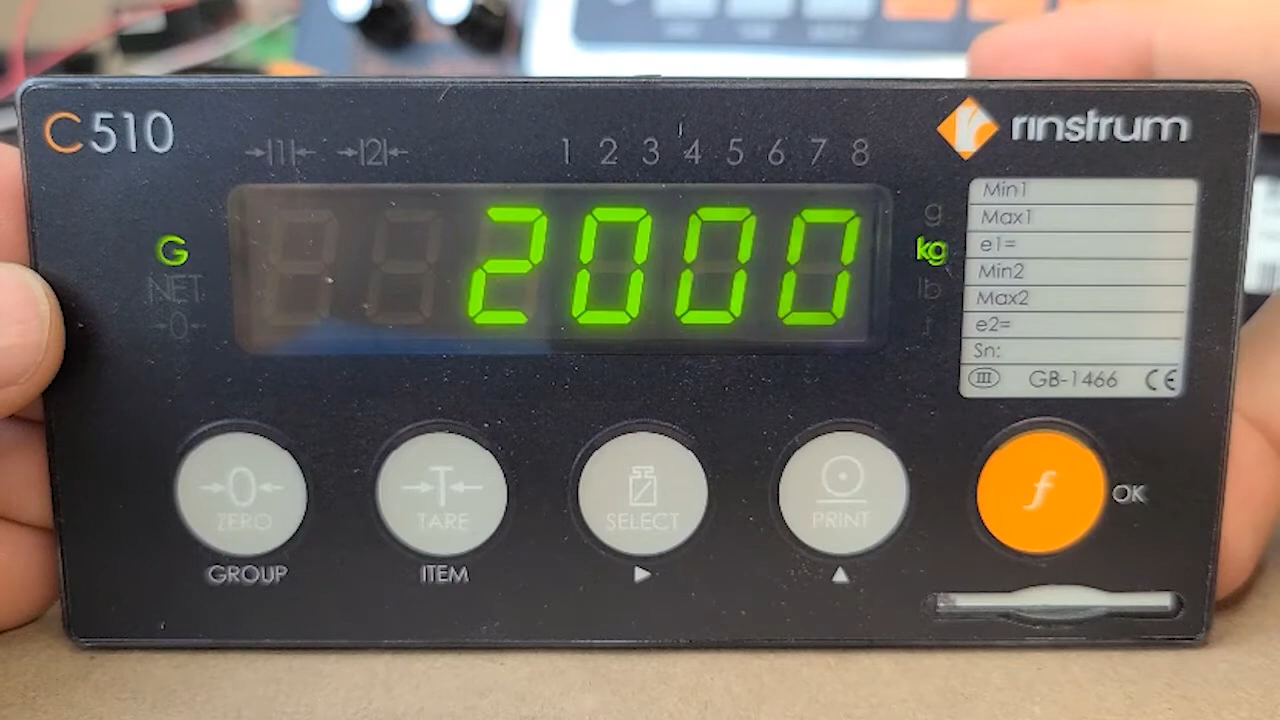 C510
rinstrum
→|1|← →|2|← 1 2 3 4 5 6 7 8
G
NET
→0←
2000
g
kg
lb
t
Min1
Max1
e1=
Min2
Max2
e2=
Sn:
III GB-1466 CE
→0← ZERO
→T← TARE
SELECT
PRINT
f
OK
GROUP
ITEM
▶
▲